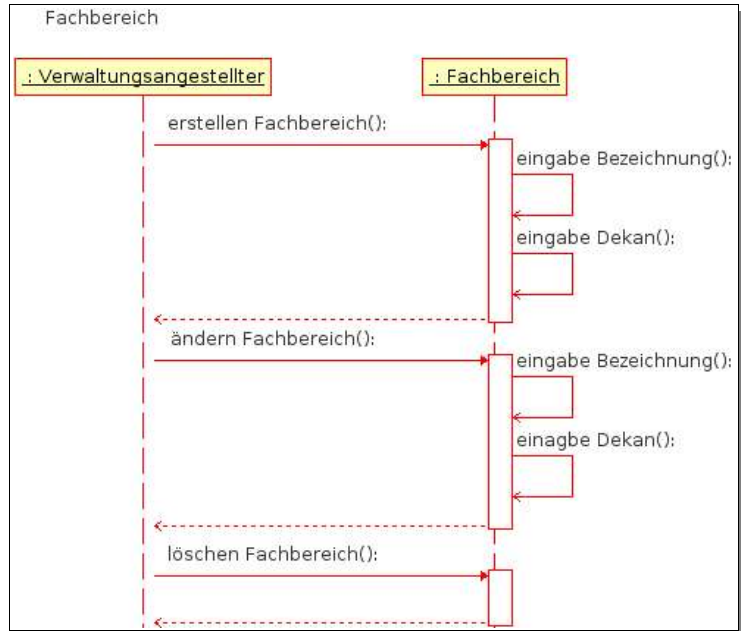 Fachbereich
: Verwaltungsangestellter
: Fachbereich
erstellen Fachbereich():
eingabe Bezeichnung():
eingabe Dekan():
ändern Fachbereich():
eingabe Bezeichnung():
einagbe Dekan():
löschen Fachbereich():